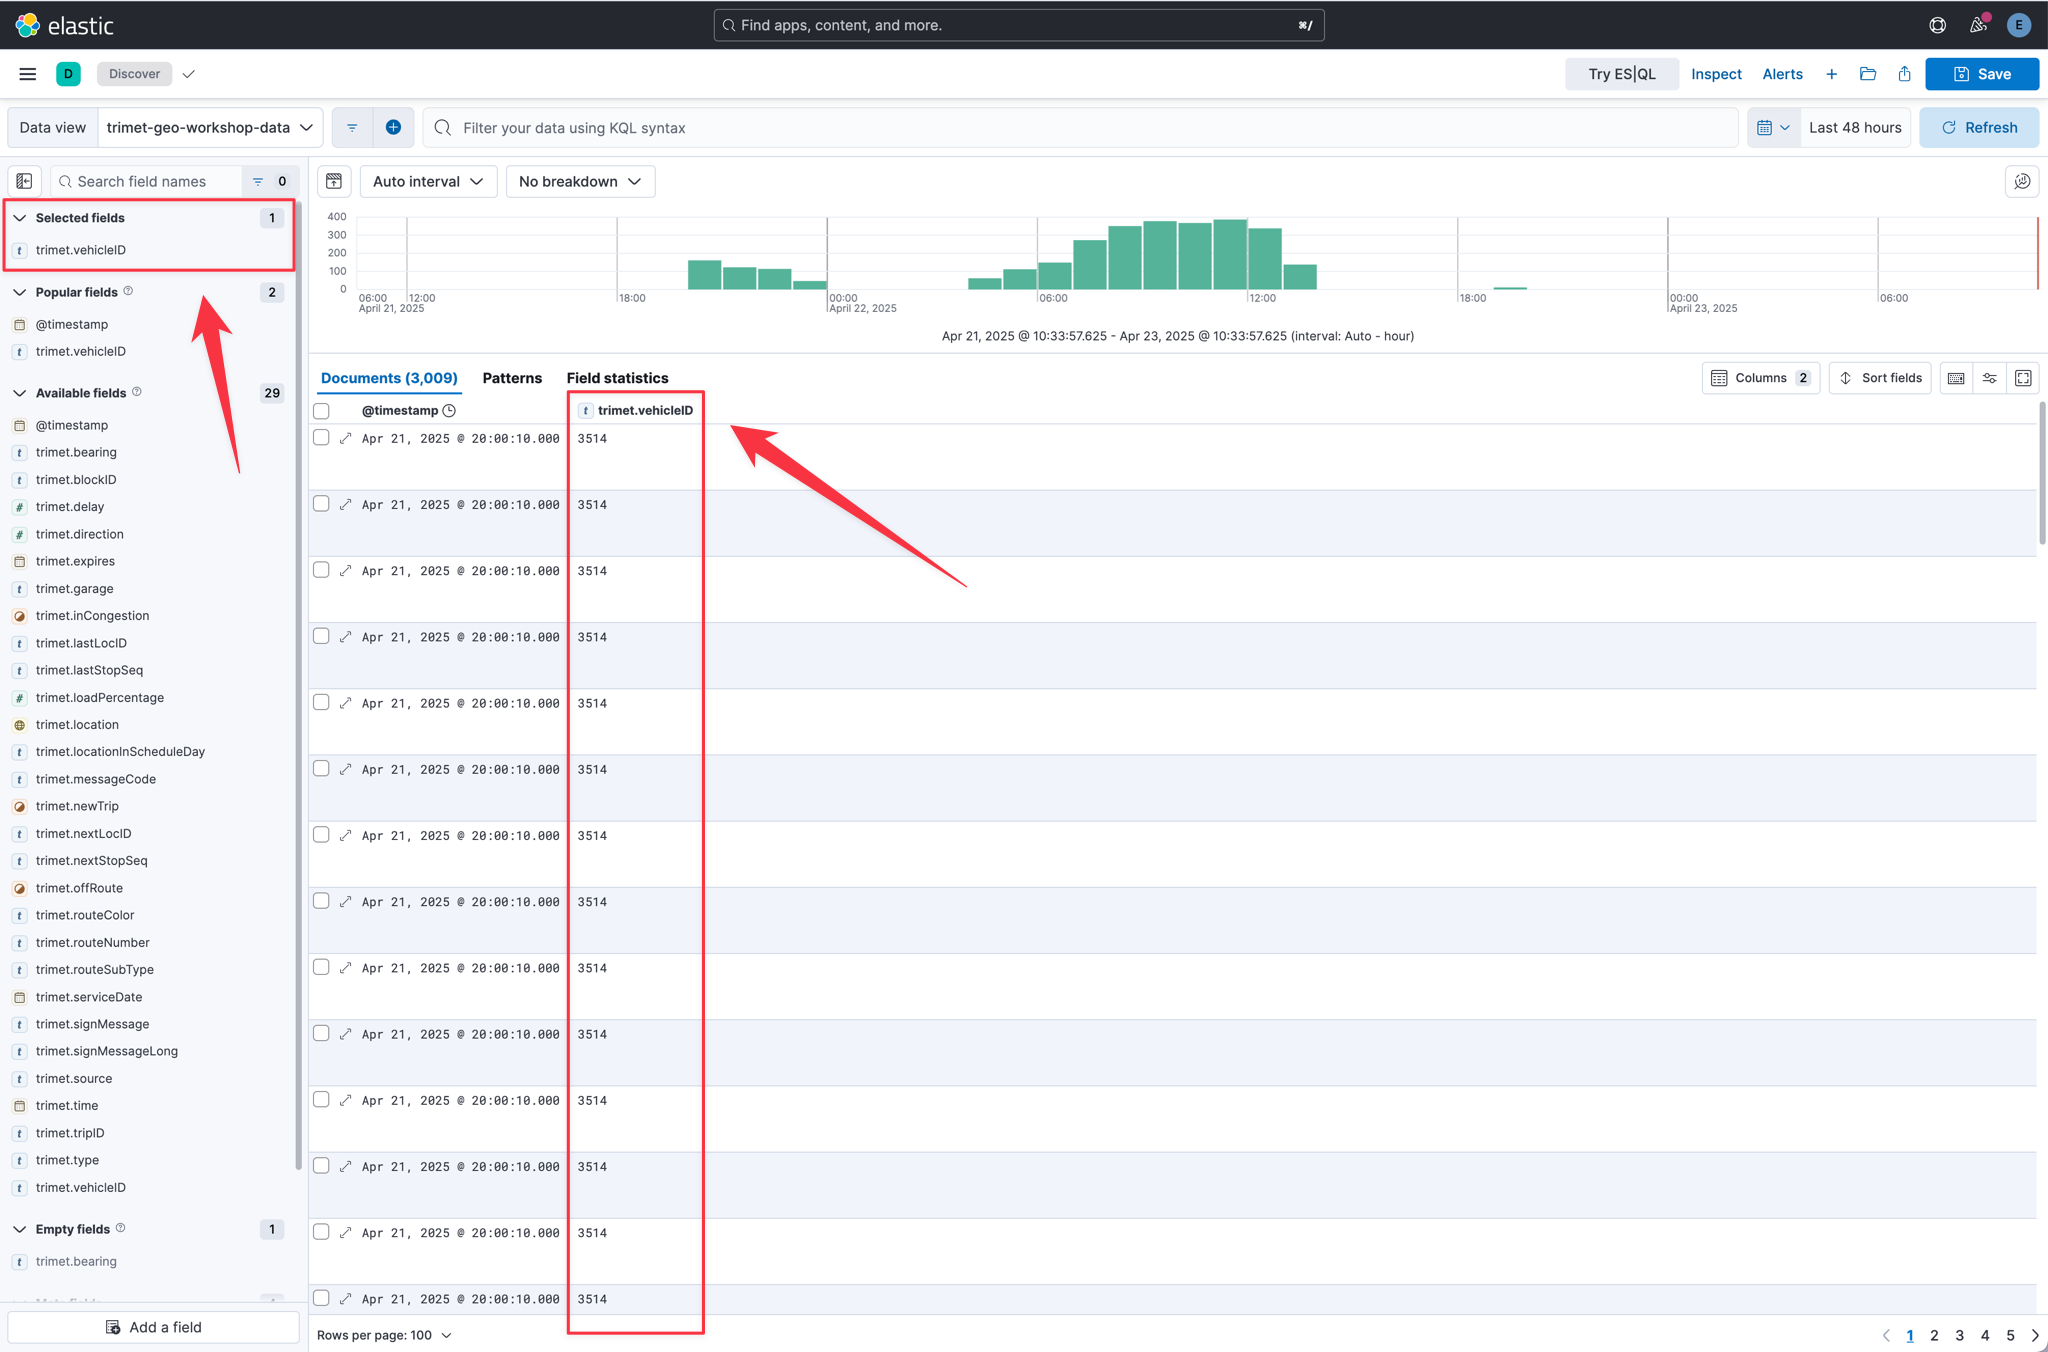 elastic
Find apps, content, and more.
⌘/
E
D
Discover
Try ES|QL
Inspect
Alerts
Save
Data view
trimet-geo-workshop-data
Filter your data using KQL syntax
Last 48 hours
Refresh
Search field names
0
Selected fields
1
trimet.vehicleID
Popular fields
2
@timestamp
trimet.vehicleID
Available fields
29
@timestamp
trimet.bearing
trimet.blockID
trimet.delay
trimet.direction
trimet.expires
trimet.garage
trimet.inCongestion
trimet.lastLocID
trimet.lastStopSeq
trimet.loadPercentage
trimet.location
trimet.locationInScheduleDay
trimet.messageCode
trimet.newTrip
trimet.nextLocID
trimet.nextStopSeq
trimet.offRoute
trimet.routeColor
trimet.routeNumber
trimet.routeSubType
trimet.serviceDate
trimet.signMessage
trimet.signMessageLong
trimet.source
trimet.time
trimet.tripID
trimet.type
trimet.vehicleID
Empty fields
1
trimet.bearing
Add a field
Auto interval
No breakdown
400
300
200
100
0
06:00 12:00 18:00 00:00 06:00 12:00 18:00 00:00 06:00
April 21, 2025 April 22, 2025 April 23, 2025
Apr 21, 2025 @ 10:33:57.625 - Apr 23, 2025 @ 10:33:57.625 (interval: Auto - hour)
Documents (3,009)
Patterns
Field statistics
Columns 2
Sort fields
@timestamp t trimet.vehicleID
Apr 21, 2025 @ 20:00:10.000 3514
Apr 21, 2025 @ 20:00:10.000 3514
Apr 21, 2025 @ 20:00:10.000 3514
Apr 21, 2025 @ 20:00:10.000 3514
Apr 21, 2025 @ 20:00:10.000 3514
Apr 21, 2025 @ 20:00:10.000 3514
Apr 21, 2025 @ 20:00:10.000 3514
Apr 21, 2025 @ 20:00:10.000 3514
Apr 21, 2025 @ 20:00:10.000 3514
Apr 21, 2025 @ 20:00:10.000 3514
Apr 21, 2025 @ 20:00:10.000 3514
Apr 21, 2025 @ 20:00:10.000 3514
Apr 21, 2025 @ 20:00:10.000 3514
Apr 21, 2025 @ 20:00:10.000 3514
Rows per page: 100
1 2 3 4 5